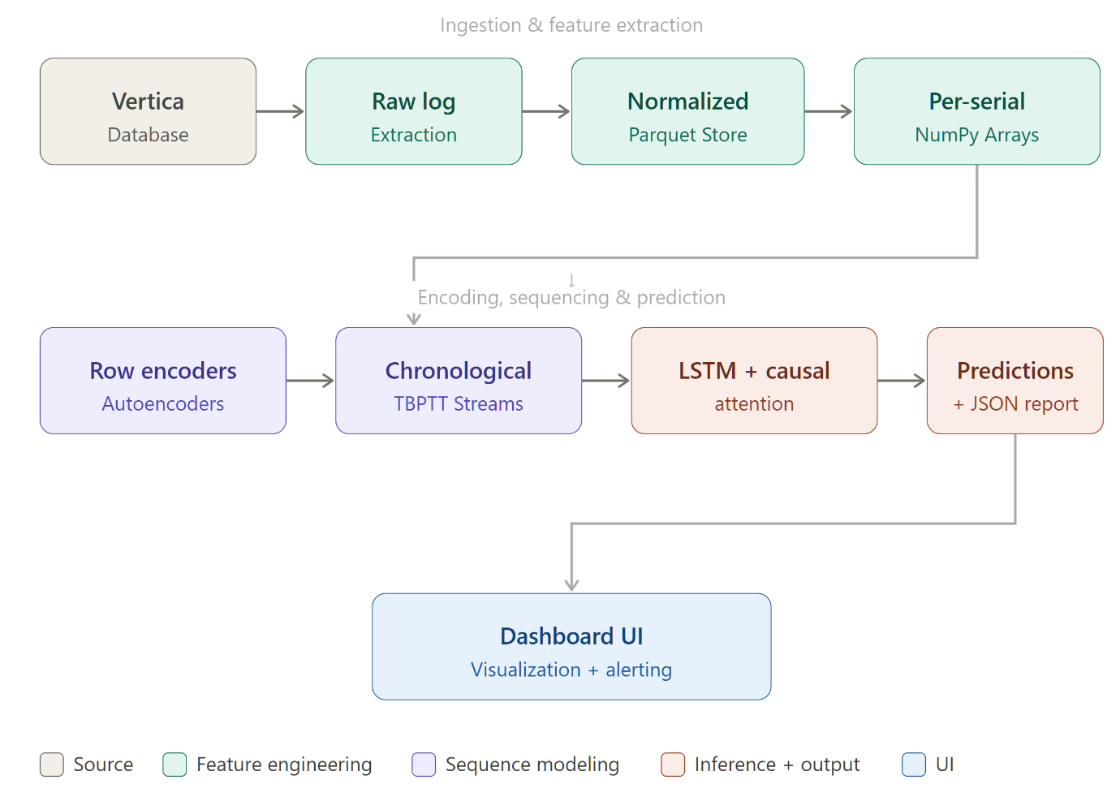 Ingestion & feature extraction
Vertica
Database
Raw log
Extraction
Normalized
Parquet Store
Per-serial
NumPy Arrays
↓
Encoding, sequencing & prediction
Row encoders
Autoencoders
Chronological
TBPTT Streams
LSTM + causal
attention
Predictions
+ JSON report
Dashboard UI
Visualization + alerting
Source
Feature engineering
Sequence modeling
Inference + output
UI